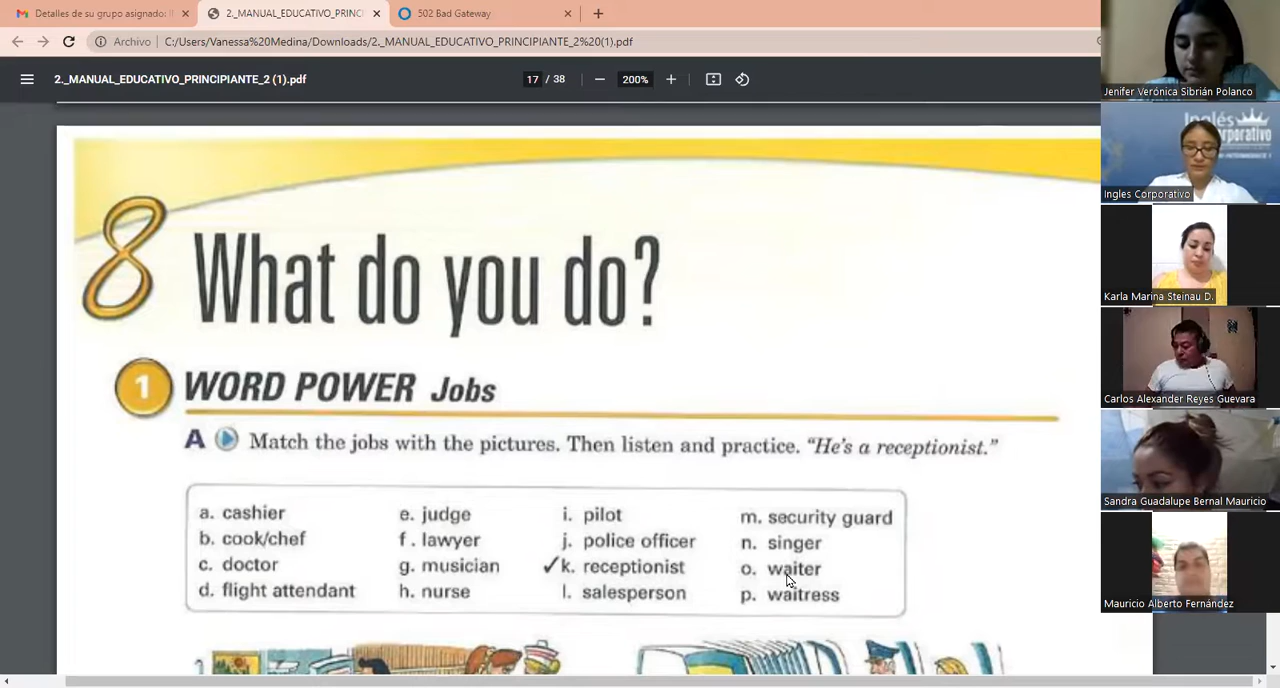 Detalles de su grupo asignado: I
2._MANUAL_EDUCATIVO_PRINCI
502 Bad Gateway
Archivo
C:/Users/Vanessa%20Medina/Downloads/2._MANUAL_EDUCATIVO_PRINCIPIANTE_2%20(1).pdf
2._MANUAL_EDUCATIVO_PRINCIPIANTE_2 (1).pdf
17 / 38
200%
8 What do you do?
1 WORD POWER Jobs
A Match the jobs with the pictures. Then listen and practice. "He's a receptionist."
a. cashier
b. cook/chef
c. doctor
d. flight attendant
e. judge
f. lawyer
g. musician
h. nurse
i. pilot
j. police officer
✓k. receptionist
l. salesperson
m. security guard
n. singer
o. waiter
p. waitress
Jenifer Verónica Sibrián Polanco
Inglés
Ingles Corporativo
Karla Marina Steinau D.
Carlos Alexander Reyes Guevara
Sandra Guadalupe Bernal Mauricio
Mauricio Alberto Fernández